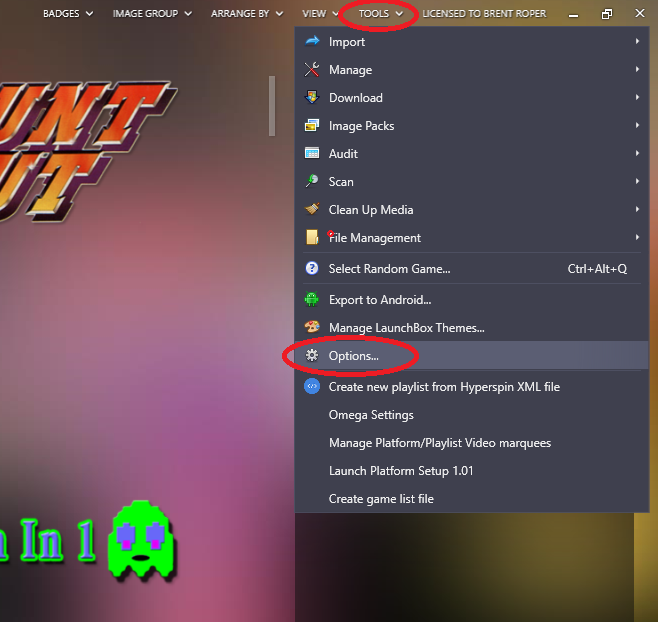 BADGES IMAGE GROUP ARRANGE BY VIEW TOOLS LICENSED TO BRENT ROPER
Import
Manage
Download
Image Packs
Audit
Scan
Clean Up Media
File Management
Select Random Game... Ctrl+Alt+Q
Export to Android...
Manage LaunchBox Themes...
Options...
Create new playlist from Hyperspin XML file
Omega Settings
Manage Platform/Playlist Video marquees
Launch Platform Setup 1.01
Create game list file
UNT
UT
In 1